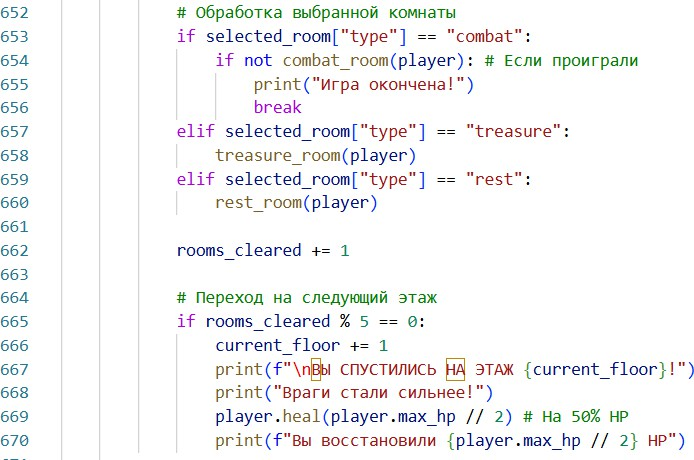 652 # Обработка выбранной комнаты
653 if selected_room["type"] == "combat":
654 if not combat_room(player): # Если проиграли
655 print("Игра окончена!")
656 break
657 elif selected_room["type"] == "treasure":
658 treasure_room(player)
659 elif selected_room["type"] == "rest":
660 rest_room(player)
661
662 rooms_cleared += 1
663
664 # Переход на следующий этаж
665 if rooms_cleared % 5 == 0:
666 current_floor += 1
667 print(f"\nВЫ СПУСТИЛИСЬ НА ЭТАЖ {current_floor}!")
668 print("Враги стали сильнее!")
669 player.heal(player.max_hp // 2) # На 50% HP
670 print(f"Вы восстановили {player.max_hp // 2} HP")